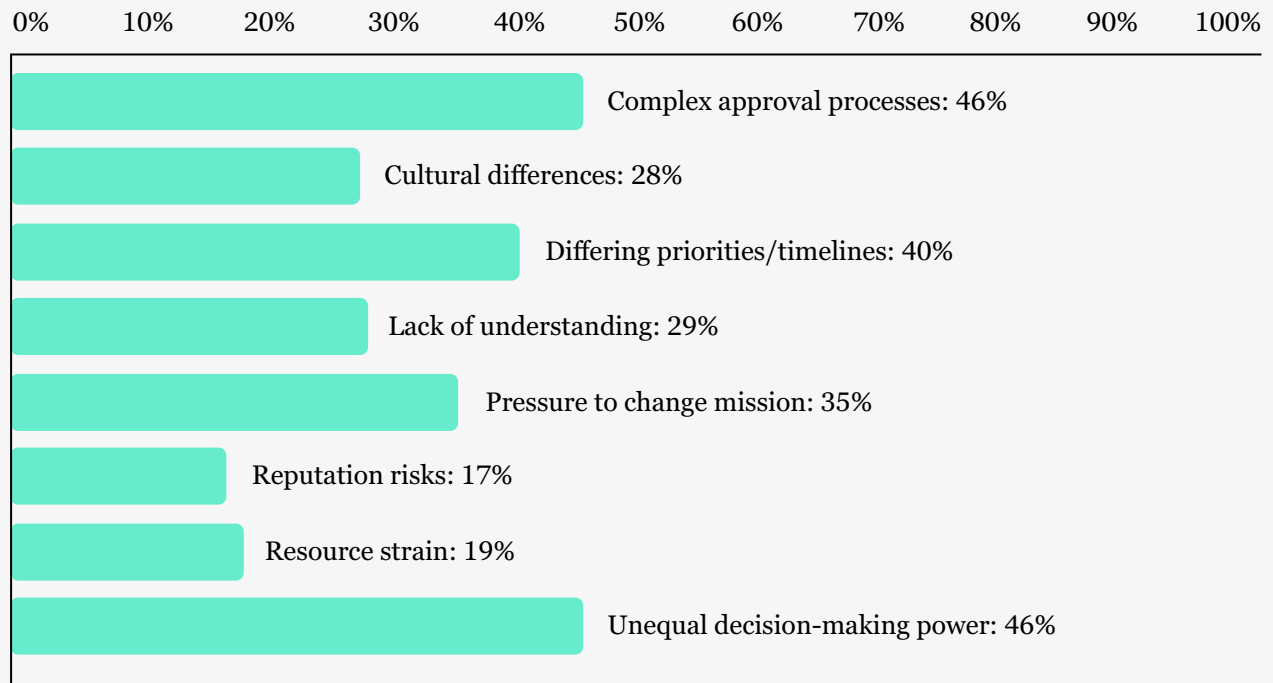 0% 10% 20% 30% 40% 50% 60% 70% 80% 90% 100%
Complex approval processes: 46%
Cultural differences: 28%
Differing priorities/timelines: 40%
Lack of understanding: 29%
Pressure to change mission: 35%
Reputation risks: 17%
Resource strain: 19%
Unequal decision-making power: 46%